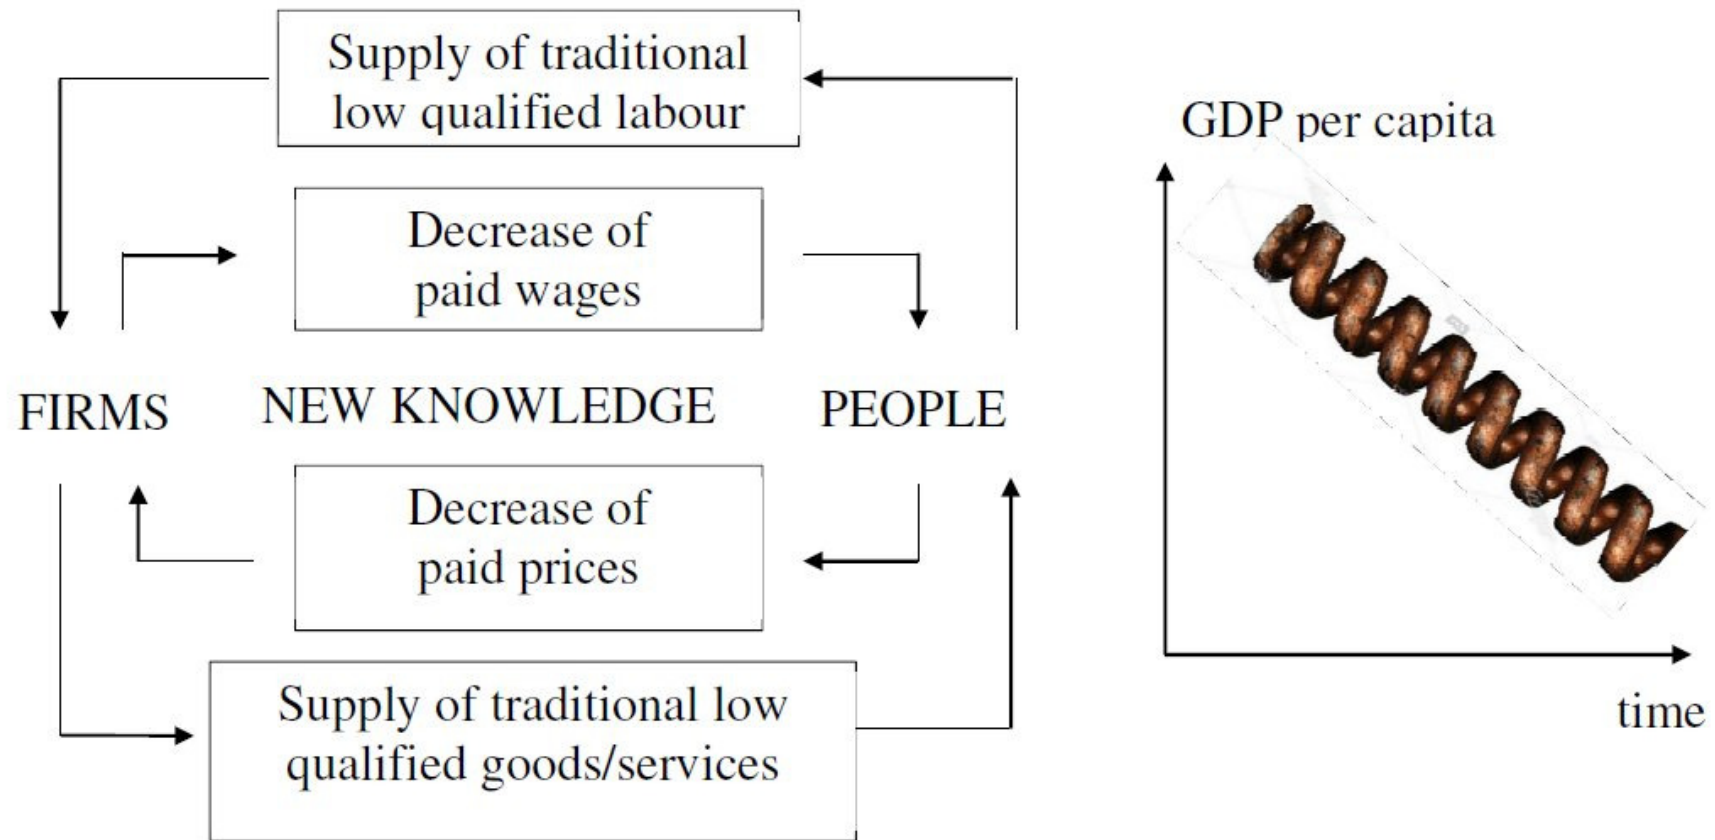 Supply of traditional
low qualified labour
GDP per capita
Decrease of
paid wages
FIRMS
NEW KNOWLEDGE
PEOPLE
Decrease of
paid prices
Supply of traditional low
qualified goods/services
time